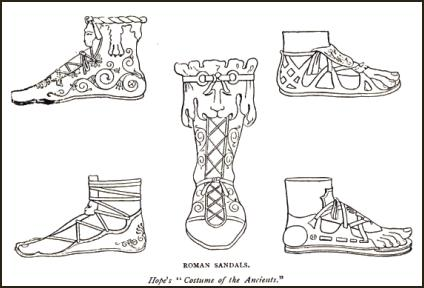 ROMAN SANDALS.
Hope's "Costume of the Ancients."